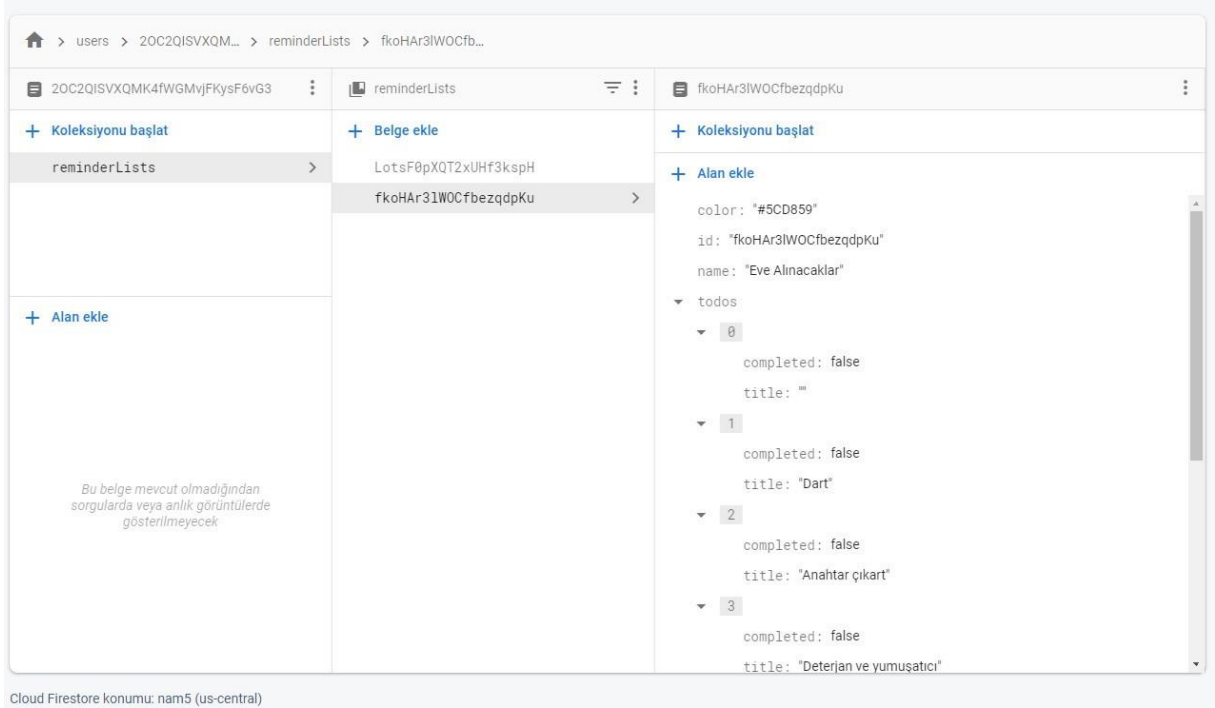 users > 2OC2QISVXQM... > reminderLists > fkoHAr3lWOCfb...
2OC2QISVXQMK4fWGMvjFKysF6vG3
Koleksiyonu başlat
reminderLists
Alan ekle
Bu belge mevcut olmadığından
sorgularda veya anlık görüntülerde
gösterilmeyecek
reminderLists
Belge ekle
LotsF0pXQT2xUHf3kspH
fkoHAr3lWOCfbezqdpKu
fkoHAr3lWOCfbezqdpKu
Koleksiyonu başlat
Alan ekle
color: "#5CD859"
id: "fkoHAr3lWOCfbezqdpKu"
name: "Eve Alınacaklar"
todos
0
completed: false
title: ""
1
completed: false
title: "Dart"
2
completed: false
title: "Anahtar çıkart"
3
completed: false
title: "Deterjan ve yumuşatıcı"
Cloud Firestore konumu: nam5 (us-central)